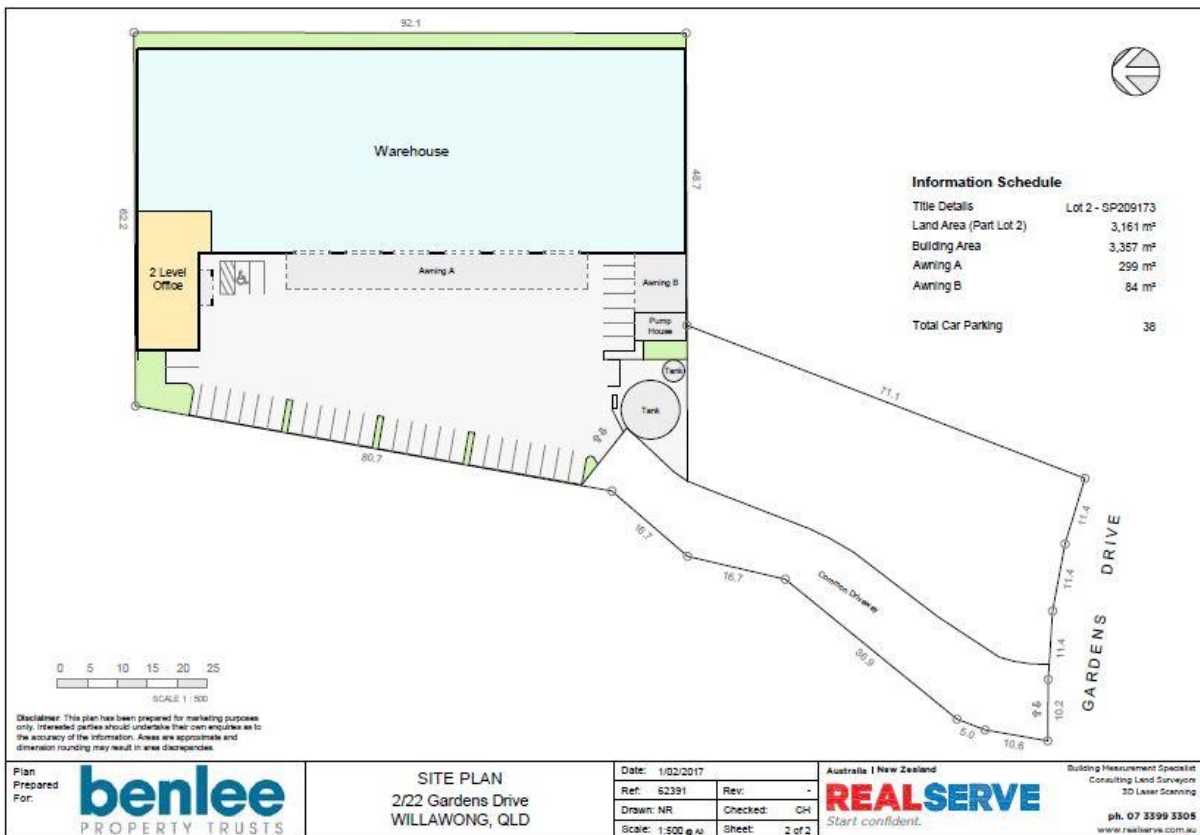 92.1
Warehouse
62.2
48.7
Information Schedule
Title Details Lot 2 - SP209173
Land Area (Part Lot 2) 3,161 m²
Building Area 3,357 m²
Awning A 299 m²
Awning B 84 m²
Total Car Parking 38
2 Level
Office
Awning A
Awning B
Pump
House
Tank
Tank
71.1
80.7
16.7
16.7
Common Driveway
36.9
5.0
10.6
10.2
11.4
11.4
11.4
GARDENS DRIVE
0 5 10 15 20 25
SCALE 1 : 500
Disclaimer: This plan has been prepared for marketing purposes
only. Interested parties should undertake their own enquiries as to
the accuracy of the information. Areas are approximate and
dimension rounding may result in area discrepancies.
Plan
Prepared
For:
benlee
PROPERTY TRUSTS
SITE PLAN
2/22 Gardens Drive
WILLAWONG, QLD
Date: 1/02/2017
Ref: 62391 Rev: -
Drawn: NR Checked: CH
Scale: 1:500 @ A3 Sheet: 2 of 2
Australia | New Zealand
REALSERVE
Start confident.
Building Measurement Specialist
Consulting Land Surveyors
3D Laser Scanning
ph. 07 3399 3305
www.realserve.com.au